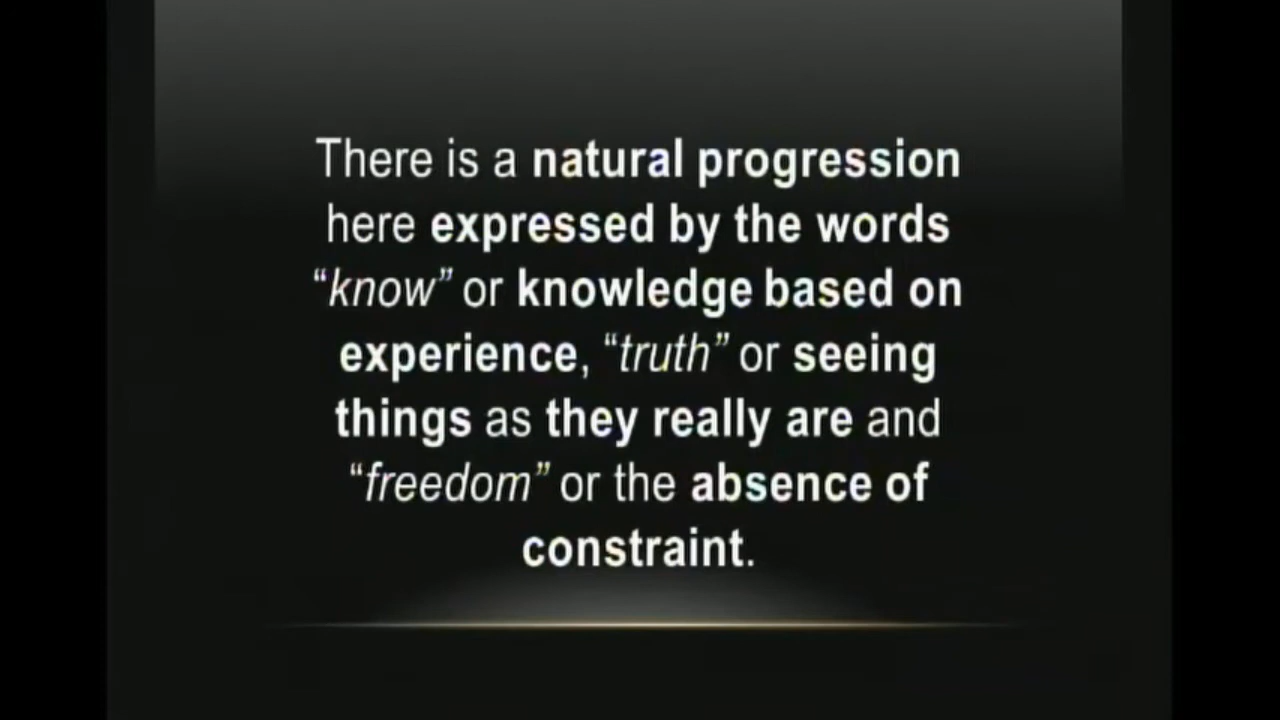 There is a natural progression
here expressed by the words
“know” or knowledge based on
experience, “truth” or seeing
things as they really are and
“freedom” or the absence of
constraint.